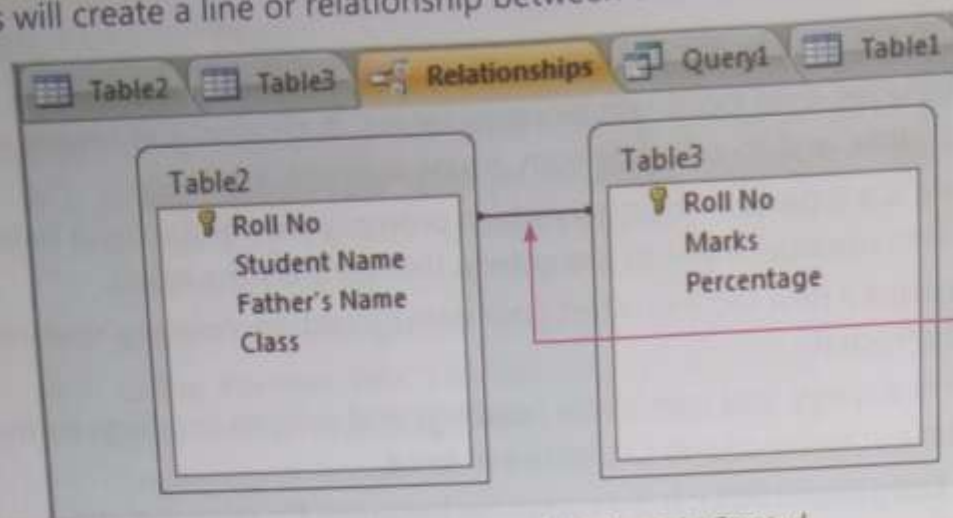 s will create a line or relationship between
Table2 Table3 Relationships Query1 Table1
Table2
Roll No
Student Name
Father's Name
Class
Table3
Roll No
Marks
Percentage